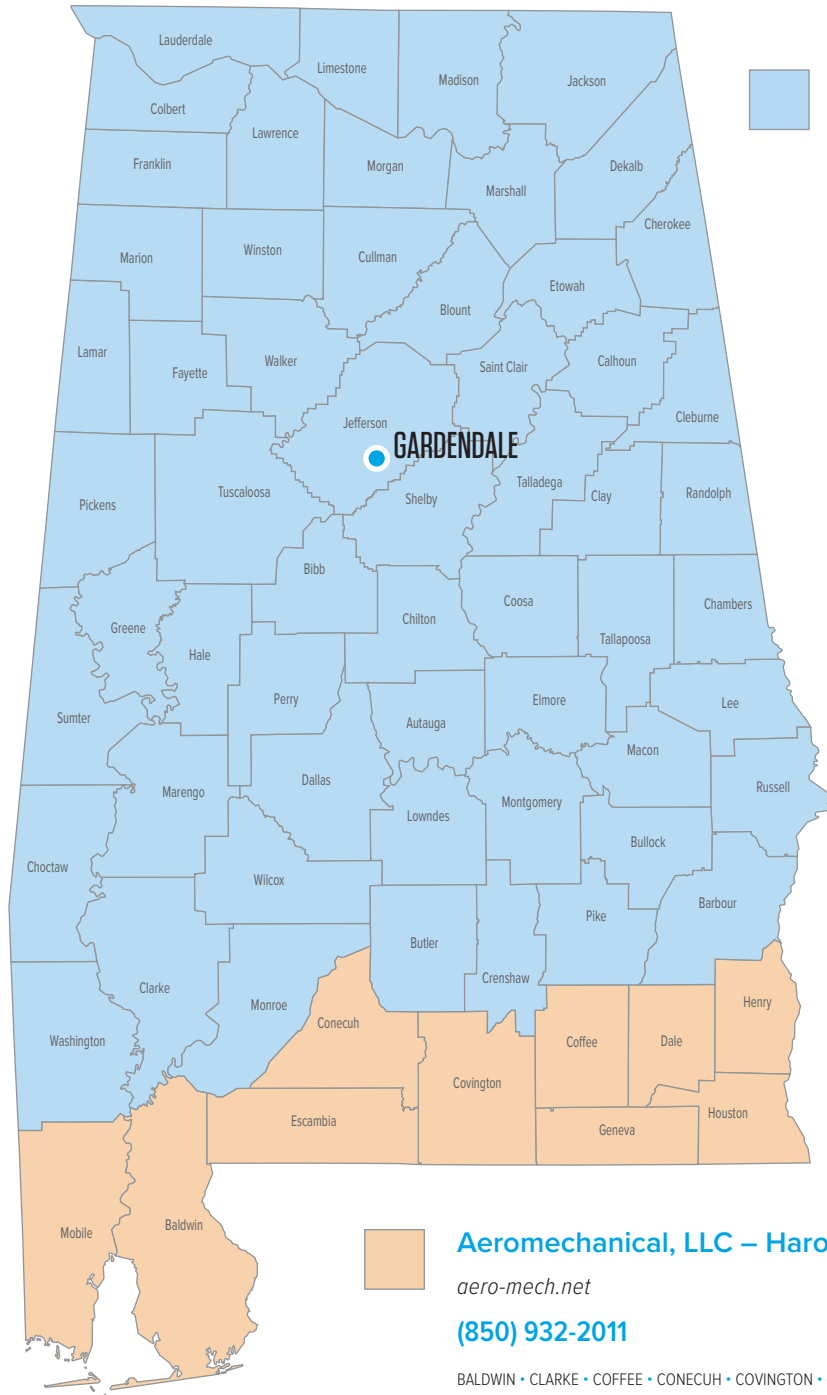 Lauderdale
Limestone
Madison
Jackson
Colbert
Lawrence
Franklin
Morgan
Dekalb
Marshall
Cherokee
Marion
Winston
Cullman
Etowah
Blount
Lamar
Fayette
Walker
Saint Clair
Calhoun
Cleburne
Jefferson
GARDENDALE
Pickens
Tuscaloosa
Shelby
Talladega
Clay
Randolph
Bibb
Greene
Hale
Chilton
Coosa
Tallapoosa
Chambers
Sumter
Perry
Autauga
Elmore
Lee
Macon
Marengo
Dallas
Lowndes
Montgomery
Russell
Choctaw
Wilcox
Bullock
Barbour
Clarke
Butler
Pike
Crenshaw
Monroe
Conecuh
Washington
Henry
Coffee
Dale
Covington
Escambia
Geneva
Houston
Mobile
Baldwin
Aeromechanical, LLC – Haro
aero-mech.net
(850) 932-2011
BALDWIN • CLARKE • COFFEE • CONECUH • COVINGTON •